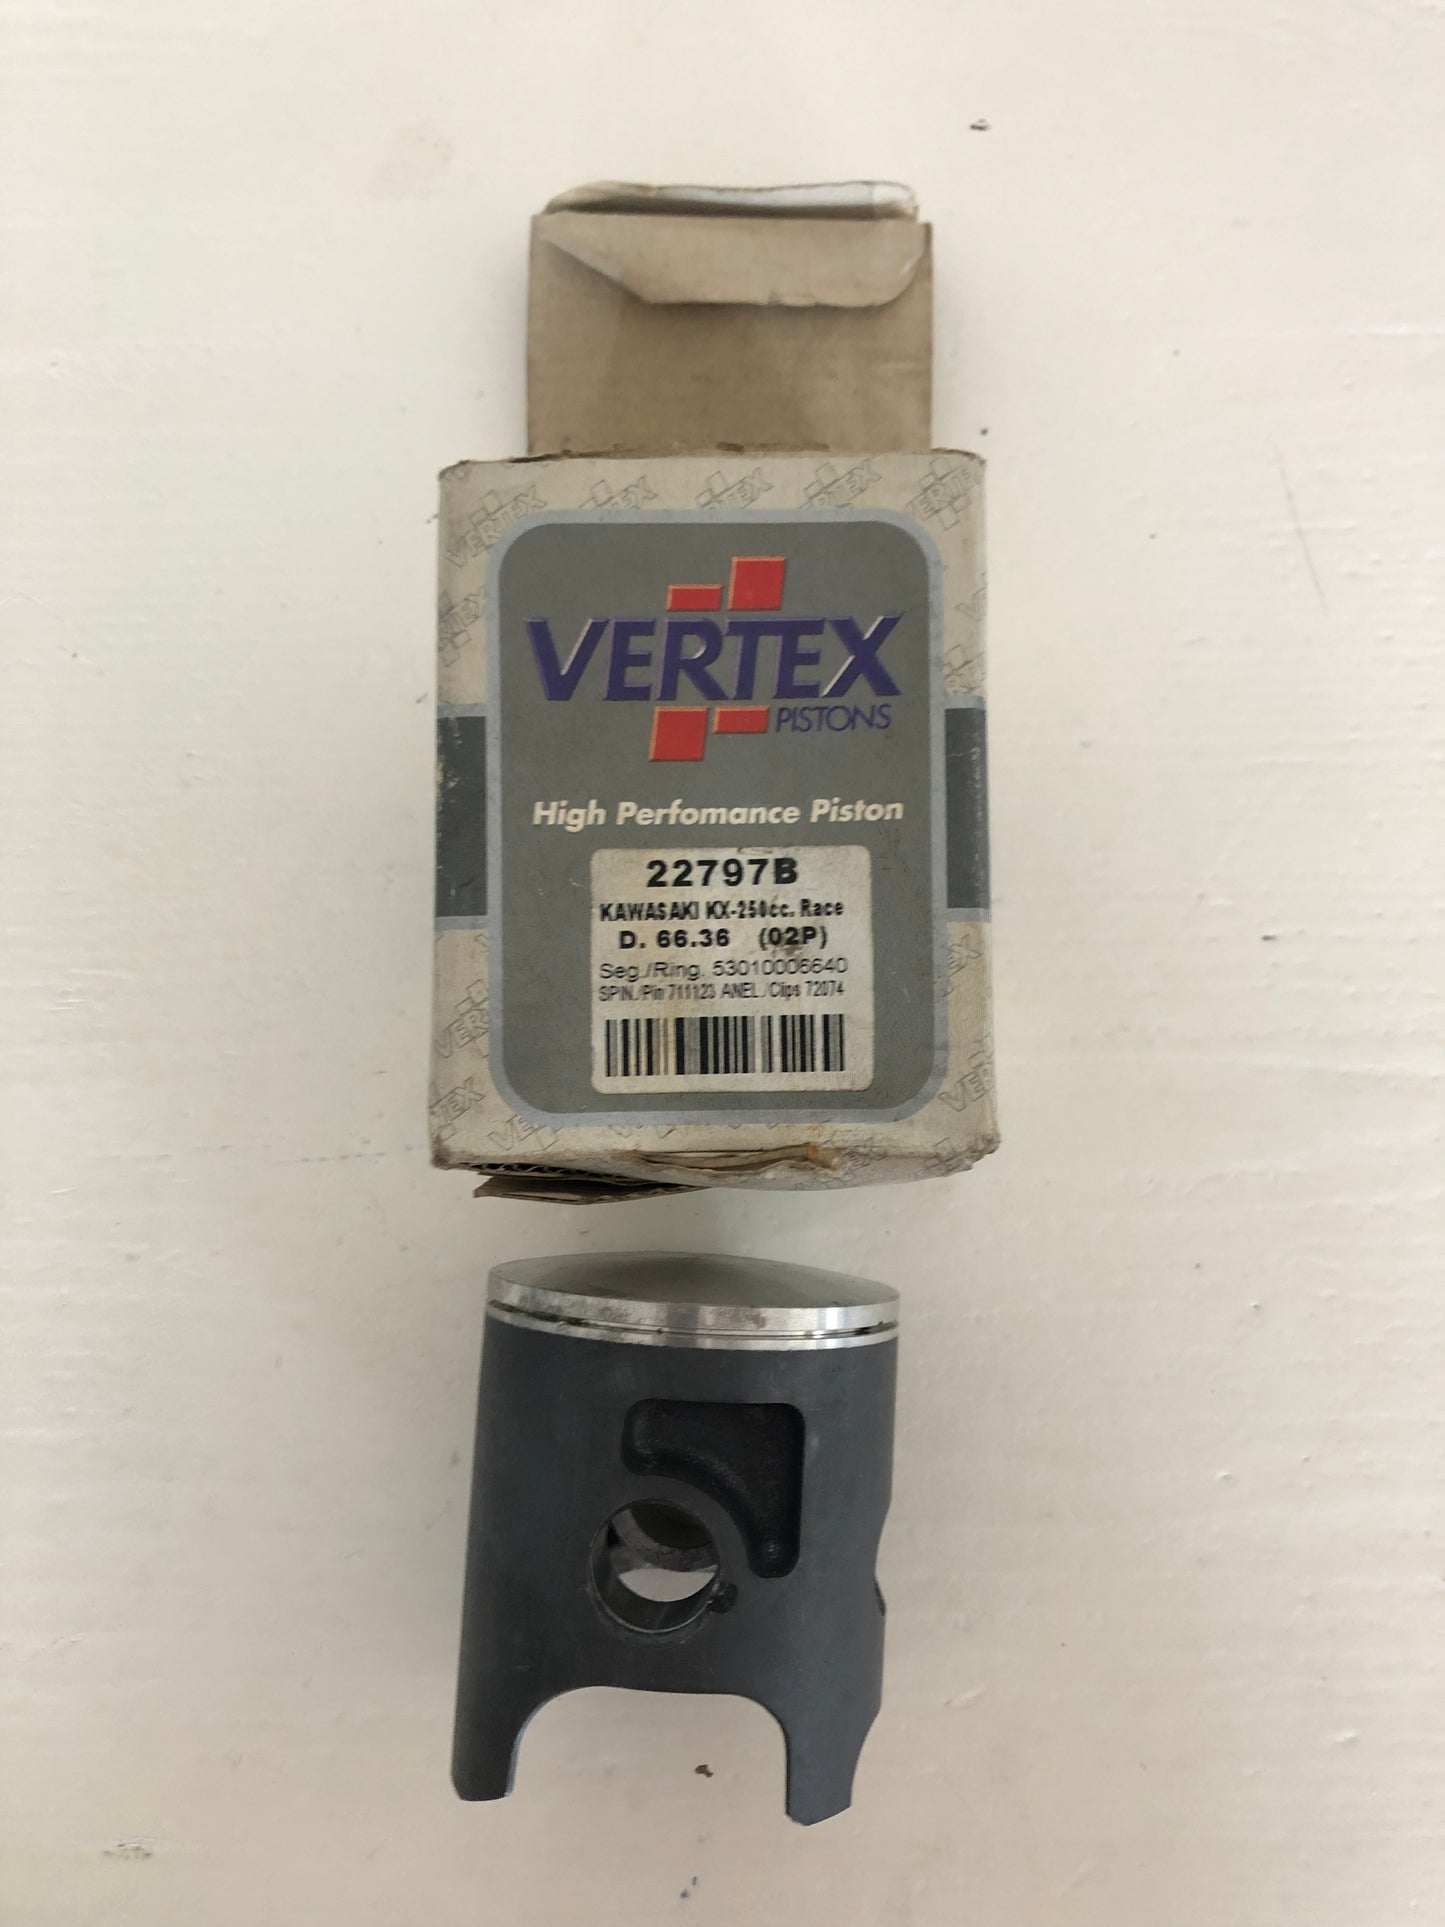 VERTEX
PISTONS
High Perfomance Piston
22797B
KAWASAKI KX-250cc. Race
D. 66.36 (02P)
Seg./Ring. 53010006640
SPIN./Pin 711123 ANEL./Clips 72074